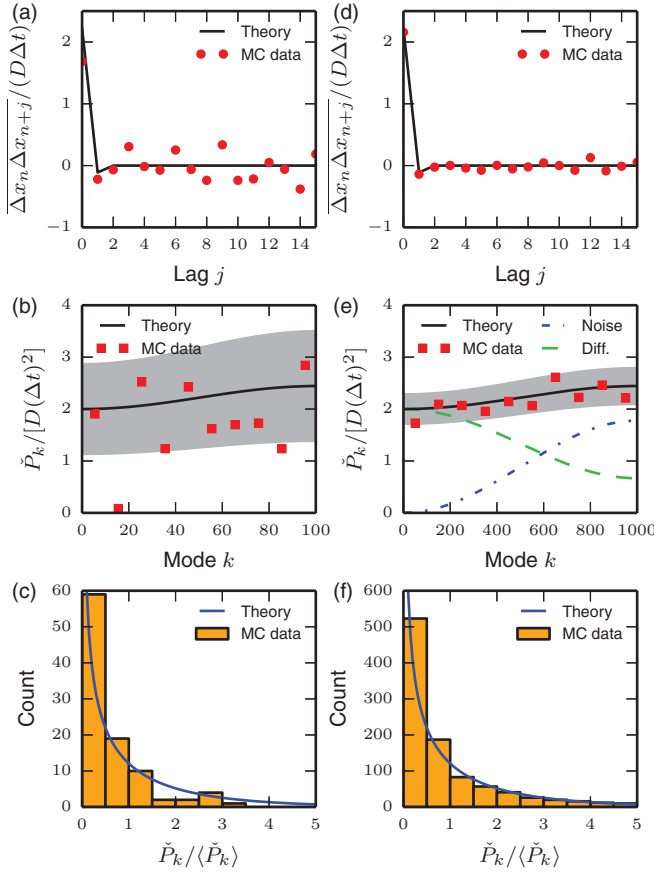 (a)
Theory
MC data
2
1
0
−1
0 2 4 6 8 10 12 14
Lag j
Δx_nΔx_{n+j}/(DΔt)
(d)
Theory
MC data
2
1
0
−1
0 2 4 6 8 10 12 14
Lag j
Δx_nΔx_{n+j}/(DΔt)
(b)
Theory
MC data
4
3
2
1
0
0 20 40 60 80 100
Mode k
P̌_k/[D(Δt)²]
(e)
Theory
MC data
Noise
Diff.
4
3
2
1
0
0 200 400 600 800 1000
Mode k
P̌_k/[D(Δt)²]
(c)
Theory
MC data
60
50
40
30
20
10
0
0 1 2 3 4 5
P̌_k/⟨P̌_k⟩
Count
(f)
Theory
MC data
600
500
400
300
200
100
0
0 1 2 3 4 5
P̌_k/⟨P̌_k⟩
Count